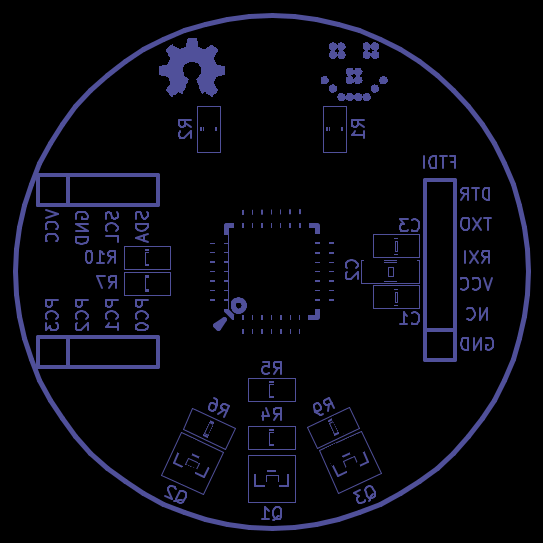 R2
R1
FTDI
DTR
TXD
RXI
VCC
NC
GND
VCC
GND
SCL
SDA
C3
C2
C1
R10
R7
PC3
PC2
PC1
PC0
R5
R4
R6
R9
Q2
Q1
Q3